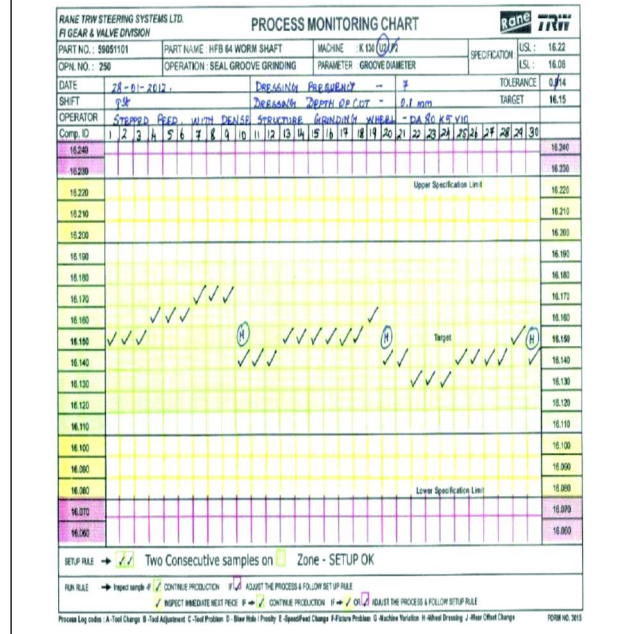 RANE TRW STEERING SYSTEMS LTD.
FI GEAR & VALVE DIVISION
PROCESS MONITORING CHART
Rane TRW
PART NO. : 59051101 PART NAME : HFB 64 WORM SHAFT MACHINE : K 130 U2/
SPECIFICATION USL : 16.22
OPN. NO. : 250 OPERATION : SEAL GROOVE GRINDING PARAMETER GROOVE DIAMETER LSL : 16.08
DATE 28-01-2012. DRESSING FREQUENCY - 7 TOLERANCE 0.14
SHIFT DRESSING DEPTH OF CUT - 0.1 mm TARGET 16.15
OPERATOR STEPPED FEED WITH DENSE STRUCTURE GRINDING WHEEL - DA 80 K5 V10
Comp. ID 1 2 3 4 5 6 7 8 9 10 11 12 13 14 15 16 17 18 19 20 21 22 23 24 25 26 27 28 29 30
16.240 16.240
16.230 16.230
Upper Specification Limit
16.220 16.220
16.210 16.210
16.200 16.200
16.190 16.190
16.180 16.180
16.170 16.170
16.160 16.160
16.150 H H Target H 16.150
16.140 16.140
16.130 16.130
16.120 16.120
16.110 16.110
16.100 16.100
16.090 16.090
16.080 Lower Specification Limit 16.080
16.070 16.070
16.060 16.060
SETUP RULE → ✓✓ Two Consecutive samples on Zone - SETUP OK
RUN RULE → Inspect sample IF ✓ CONTINUE PRODUCTION IF ✓ ADJUST THE PROCESS & FOLLOW SET UP RULE
✓ INSPECT IMMEDIATE NEXT PIECE IF → ✓ CONTINUE PRODUCTION IF → ✓ OR ✓ ADJUST THE PROCESS & FOLLOW SETUP RULE
Process Log codes : A -Tool Change B -Tool Adjustment C -Tool Problem D - Blow Hole / Prosity E -Speed/Feed Change F-Fixture Problem G -Machine Variation H -Wheel Dressing J -Wear Offset Change FORM NO. 3015